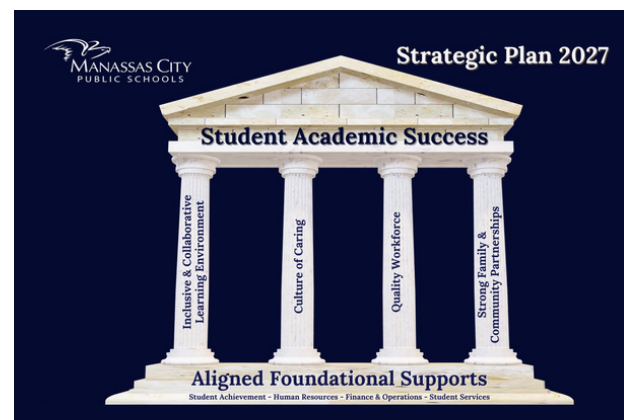 MANASSAS CITY
PUBLIC SCHOOLS
Strategic Plan 2027
Student Academic Success
Inclusive & Collaborative
Learning Environment
Culture of Caring
Quality Workforce
Strong Family &
Community Partnerships
Aligned Foundational Supports
Student Achievement - Human Resources - Finance & Operations - Student Services